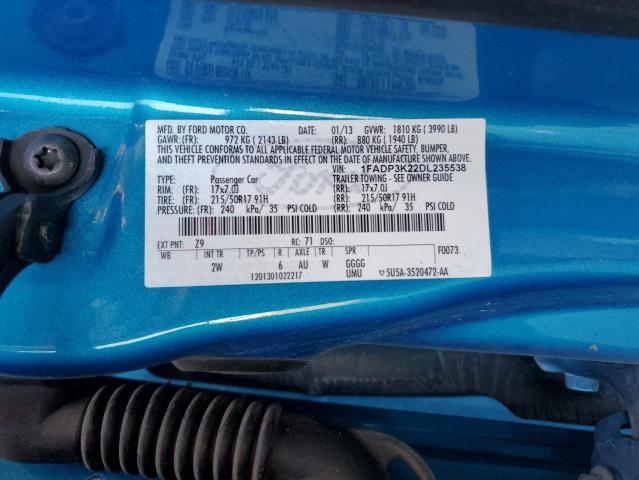 MFD. BY FORD MOTOR CO. DATE: 01/13 GVWR: 1810 KG ( 3990 LB)
GAWR:(FR): 972 KG ( 2143 LB) (RR): 880 KG ( 1940 LB)
THIS VEHICLE CONFORMS TO ALL APPLICABLE FEDERAL MOTOR VEHICLE SAFETY, BUMPER,
AND THEFT PREVENTION STANDARDS IN EFFECT ON THE DATE OF MANUFACTURE SHOWN ABOVE.
VIN: 1FADP3K22DL235538
TYPE: Passenger Car TRAILER TOWING - SEE OWNER GUIDE
RIM: (FR): 17x7.0J (RR): 17x7.0J
TIRE: (FR): 215/50R17 91H (RR): 215/50R17 91H
PRESSURE: (FR): 240 kPa/ 35 PSI COLD (RR): 240 kPa/ 35 PSI COLD
EXT PNT: Z9 RC: 71 DSO: F0073
WB INT TR TP/PS R AXLE TR SPR
2W 6 AU W GGGG
1201301022217 UMU 5U5A-3520472-AA